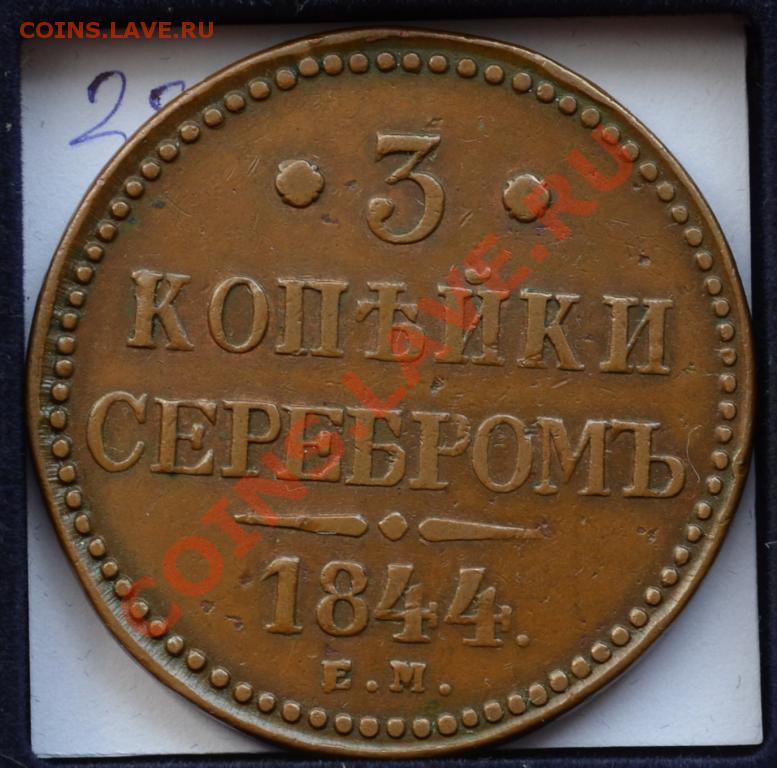 COINS.LAVE.RU
· 3 ·
КОПѢЙКИ
СЕРЕБРОМЪ
1844.
Е.М.
COINS.LAVE.RU